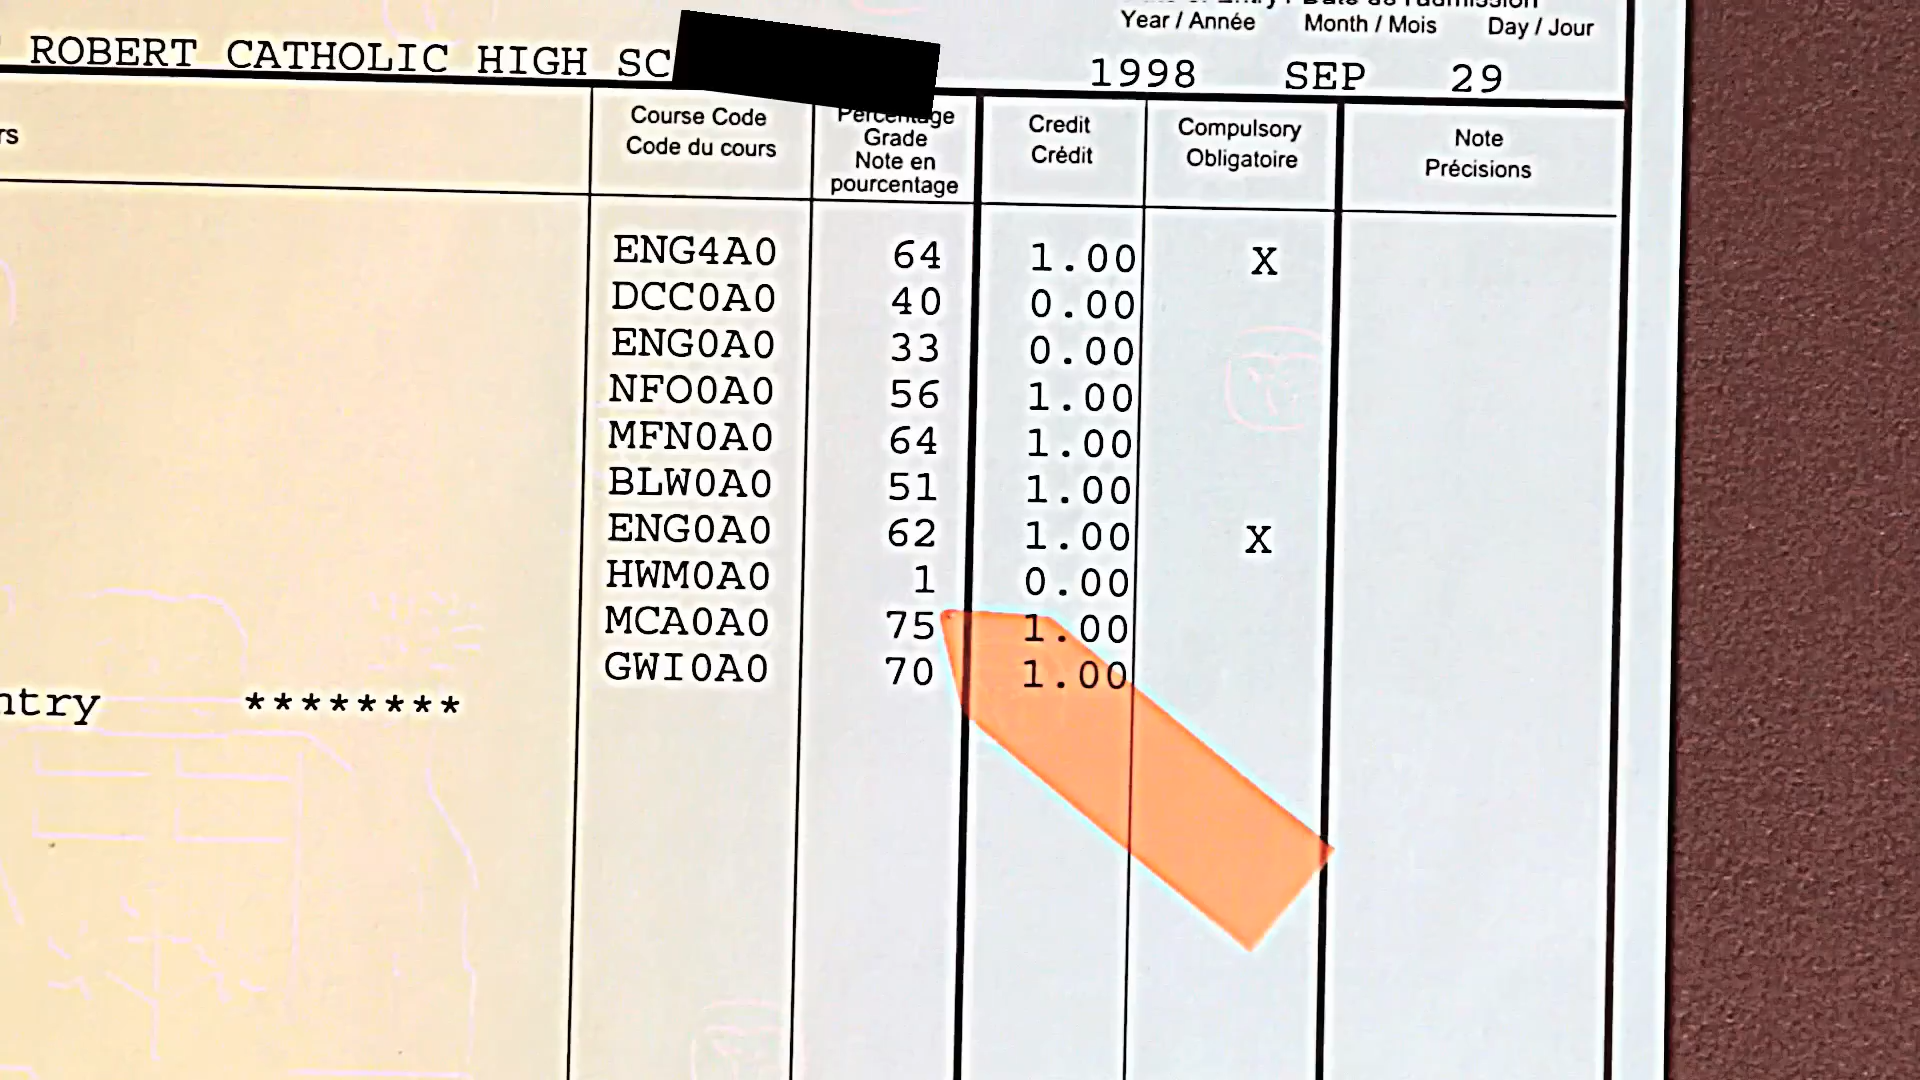 Year / Année Month / Mois Day / Jour
ROBERT CATHOLIC HIGH SC 1998 SEP 29
Course Code Percentage Credit Compulsory Note
Code du cours Grade Crédit Obligatoire Précisions
Note en
pourcentage
ENG4A0 64 1.00 X
DCC0A0 40 0.00
ENG0A0 33 0.00
NFO0A0 56 1.00
MFN0A0 64 1.00
BLW0A0 51 1.00
ENG0A0 62 1.00 X
HWM0A0 1 0.00
MCA0A0 75 1.00
GWI0A0 70 1.00
ntry ********